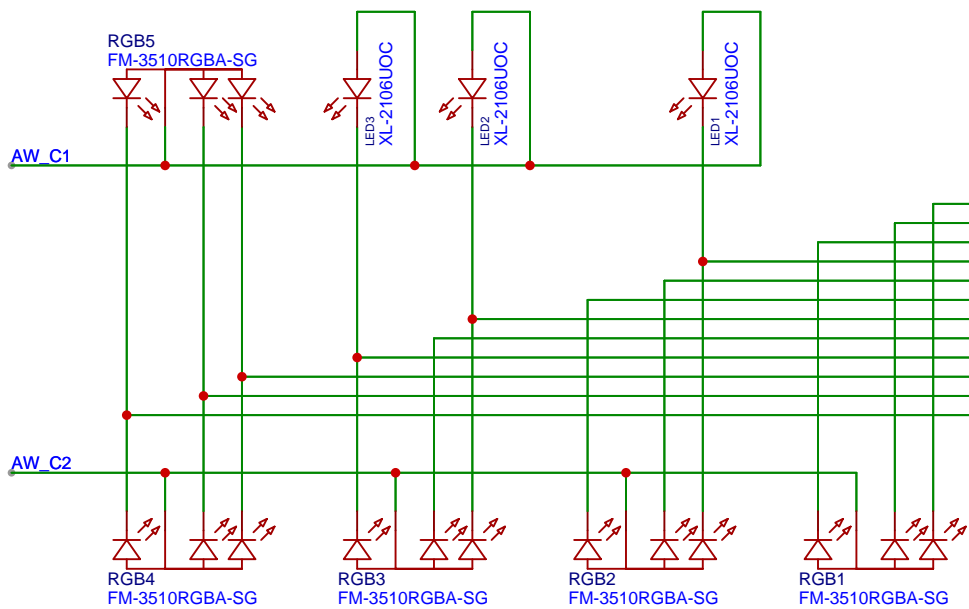 RGB5
FM-3510RGBA-SG
LED3
XL-2106UOC
LED2
XL-2106UOC
LED1
XL-2106UOC
AW_C1
AW_C2
RGB4
FM-3510RGBA-SG
RGB3
FM-3510RGBA-SG
RGB2
FM-3510RGBA-SG
RGB1
FM-3510RGBA-SG